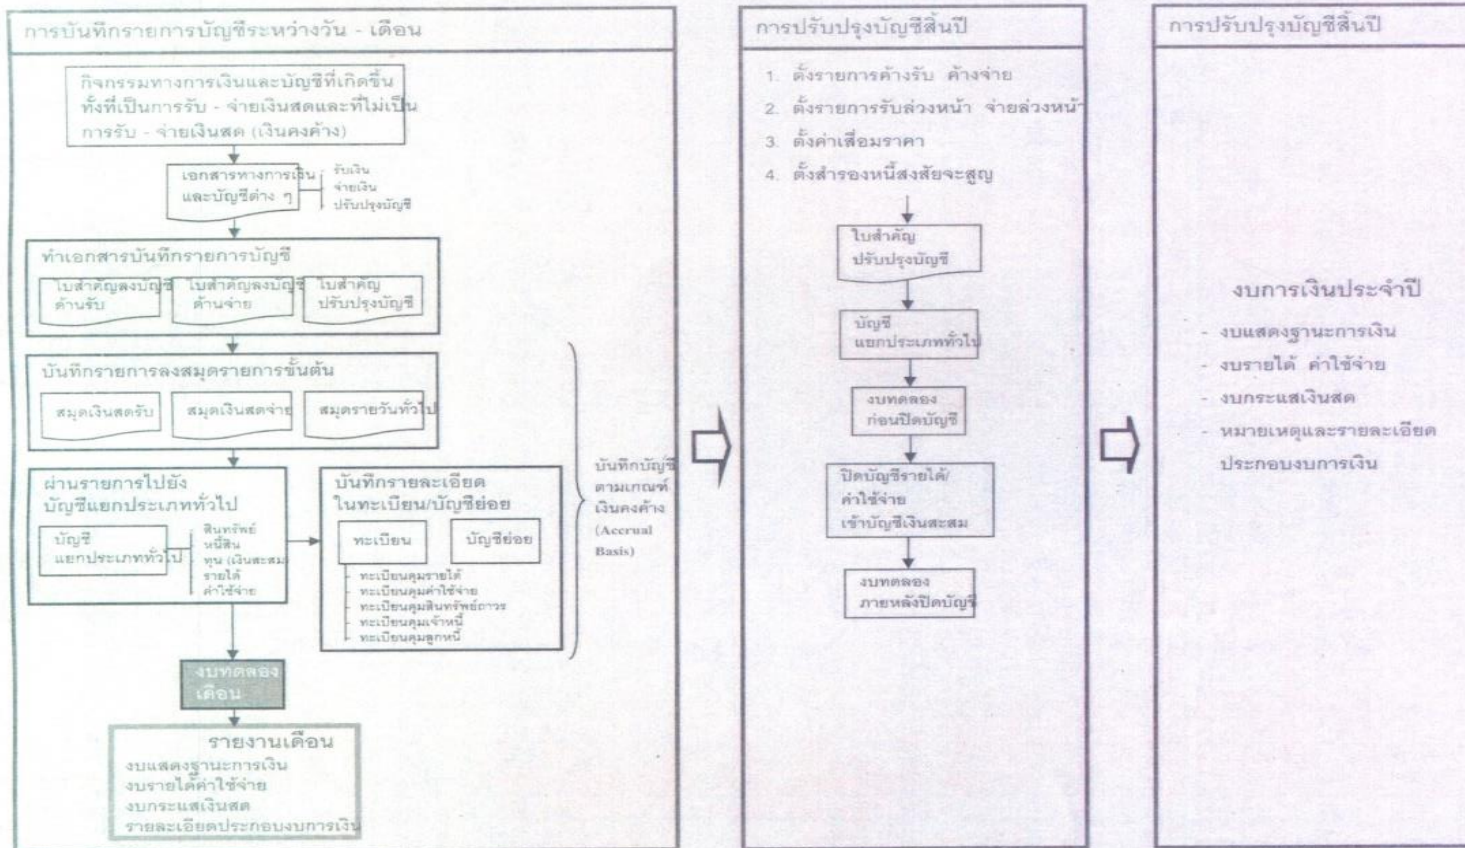 การบันทึกรายการบัญชีระหว่างวัน - เดือน
กิจกรรมทางการเงินและบัญชีที่เกิดขึ้น
ทั้งที่เป็นการรับ - จ่ายเงินสดและที่ไม่เป็น
การรับ - จ่ายเงินสด (เงินคงค้าง)
เอกสารทางการเงิน
และบัญชีต่าง ๆ
รับเงิน
จ่ายเงิน
ปรับปรุงบัญชี
ทำเอกสารบันทึกรายการบัญชี
ใบสำคัญลงบัญชี
ด้านรับ
ใบสำคัญลงบัญชี
ด้านจ่าย
ใบสำคัญ
ปรับปรุงบัญชี
บันทึกรายการลงสมุดรายการขั้นต้น
สมุดเงินสดรับ
สมุดเงินสดจ่าย
สมุดรายวันทั่วไป
ผ่านรายการไปยัง
บัญชีแยกประเภททั่วไป
บัญชี
แยกประเภททั่วไป
สินทรัพย์
หนี้สิน
ทุน (เงินสะสม)
รายได้
ค่าใช้จ่าย
บันทึกรายละเอียด
ในทะเบียน/บัญชีย่อย
ทะเบียน
บัญชีย่อย
ทะเบียนคุมรายได้
ทะเบียนคุมค่าใช้จ่าย
ทะเบียนคุมสินทรัพย์ถาวร
ทะเบียนคุมเจ้าหนี้
ทะเบียนคุมลูกหนี้
บันทึกบัญชี
ตามเกณฑ์
เงินคงค้าง
(Accrual
Basis)
งบทดลอง
เดือน
รายงานเดือน
งบแสดงฐานะการเงิน
งบรายได้ค่าใช้จ่าย
งบกระแสเงินสด
รายละเอียดประกอบงบการเงิน
การปรับปรุงบัญชีสิ้นปี
1. ตั้งรายการค้างรับ ค้างจ่าย
2. ตั้งรายการรับล่วงหน้า จ่ายล่วงหน้า
3. ตั้งค่าเสื่อมราคา
4. ตั้งสำรองหนี้สงสัยจะสูญ
ใบสำคัญ
ปรับปรุงบัญชี
บัญชี
แยกประเภททั่วไป
งบทดลอง
ก่อนปิดบัญชี
ปิดบัญชีรายได้/
ค่าใช้จ่าย
เข้าบัญชีเงินสะสม
งบทดลอง
ภายหลังปิดบัญชี
การปรับปรุงบัญชีสิ้นปี
งบการเงินประจำปี
- งบแสดงฐานะการเงิน
- งบรายได้ ค่าใช้จ่าย
- งบกระแสเงินสด
- หมายเหตุและรายละเอียด
ประกอบงบการเงิน